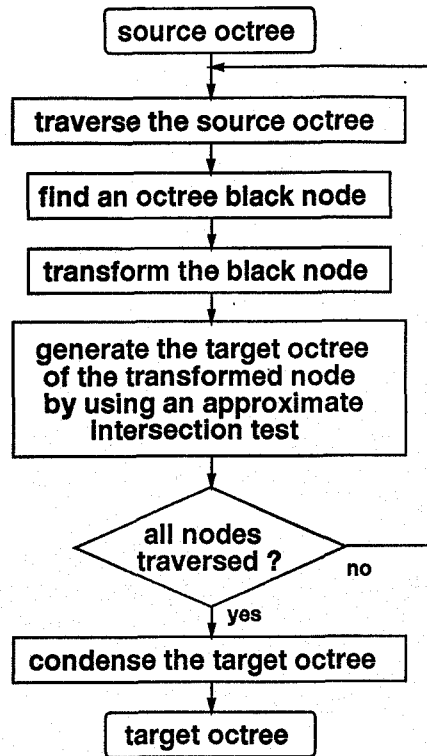 source octree
traverse the source octree
find an octree black node
transform the black node
generate the target octree
of the transformed node
by using an approximate
intersection test
all nodes
traversed ?
no
yes
condense the target octree
target octree